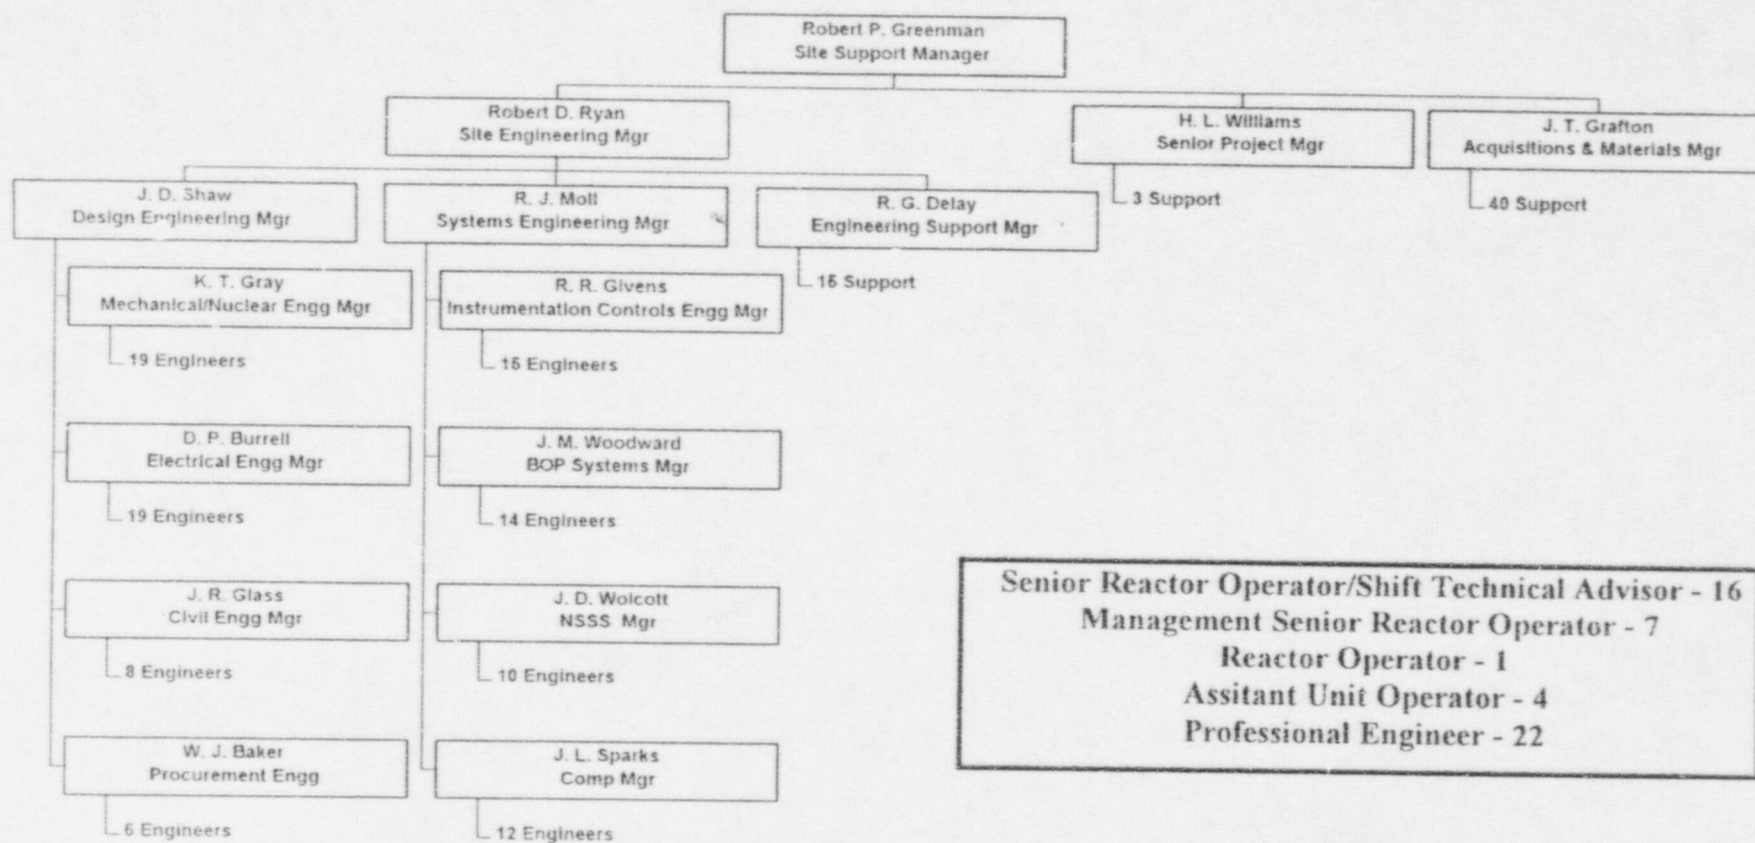 Robert P. Greenman
Site Support Manager
Robert D. Ryan
Site Engineering Mgr
H. L. Williams
Senior Project Mgr
3 Support
J. T. Grafton
Acquisitions & Materials Mgr
40 Support
J. D. Shaw
Design Engineering Mgr
R. J. Moll
Systems Engineering Mgr
R. G. Delay
Engineering Support Mgr
15 Support
K. T. Gray
Mechanical/Nuclear Engg Mgr
19 Engineers
D. P. Burrell
Electrical Engg Mgr
19 Engineers
J. R. Glass
Civil Engg Mgr
8 Engineers
W. J. Baker
Procurement Engg
6 Engineers
R. R. Givens
Instrumentation Controls Engg Mgr
15 Engineers
J. M. Woodward
BOP Systems Mgr
14 Engineers
J. D. Wolcott
NSSS Mgr
10 Engineers
J. L. Sparks
Comp Mgr
12 Engineers
Senior Reactor Operator/Shift Technical Advisor - 16
Management Senior Reactor Operator - 7
Reactor Operator - 1
Assitant Unit Operator - 4
Professional Engineer - 22